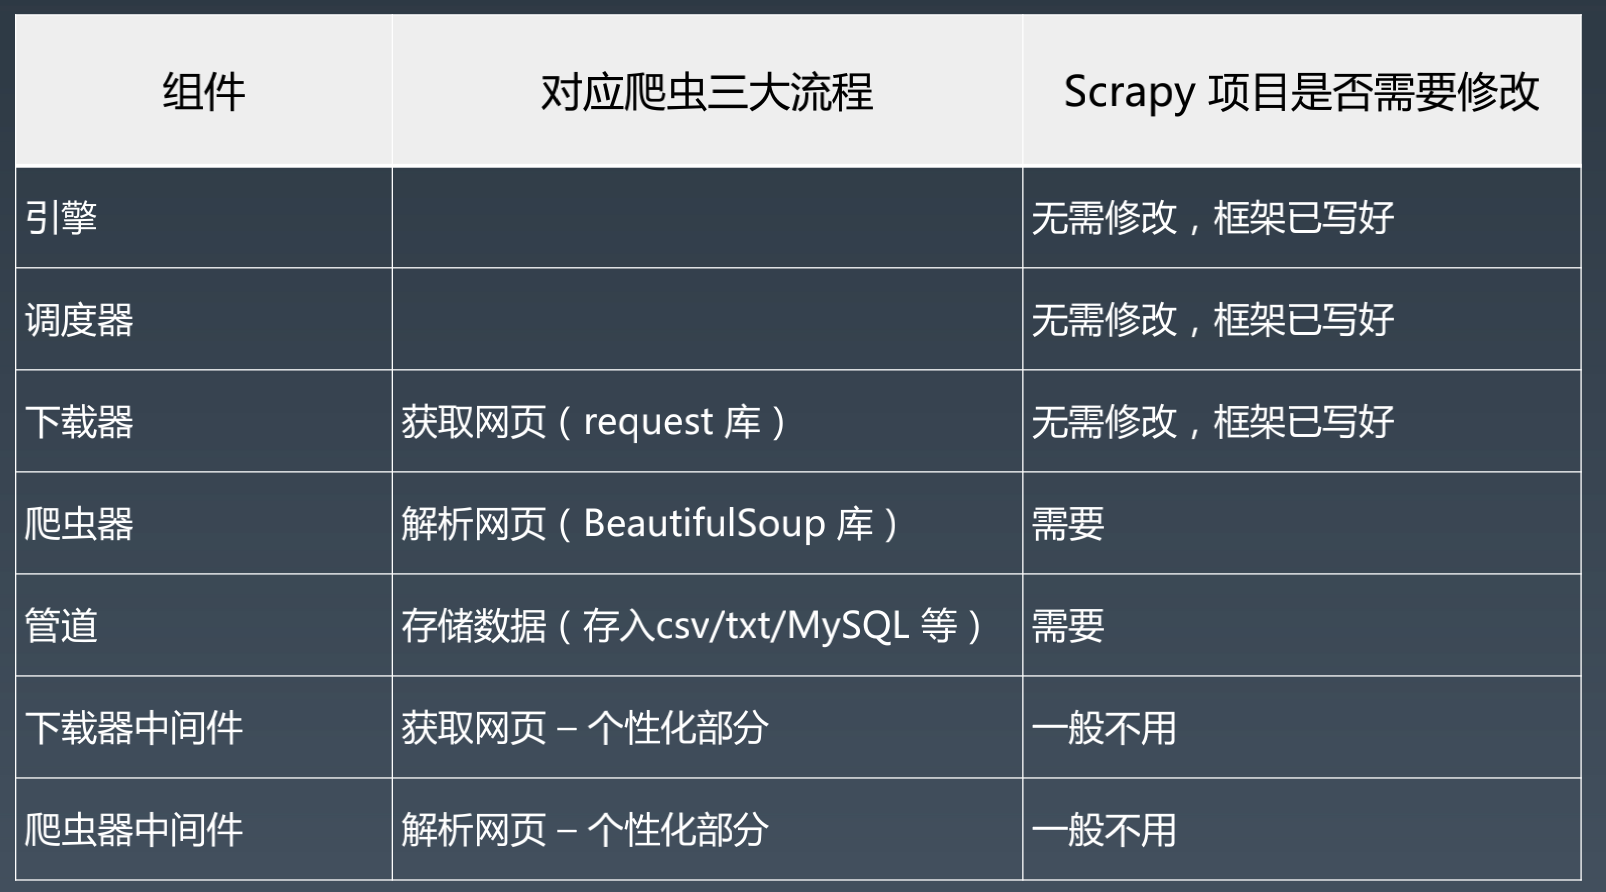 组件 对应爬虫三大流程 Scrapy 项目是否需要修改
引擎 无需修改，框架已写好
调度器 无需修改，框架已写好
下载器 获取网页（request 库） 无需修改，框架已写好
爬虫器 解析网页（BeautifulSoup 库） 需要
管道 存储数据（存入csv/txt/MySQL 等） 需要
下载器中间件 获取网页 – 个性化部分 一般不用
爬虫器中间件 解析网页 – 个性化部分 一般不用